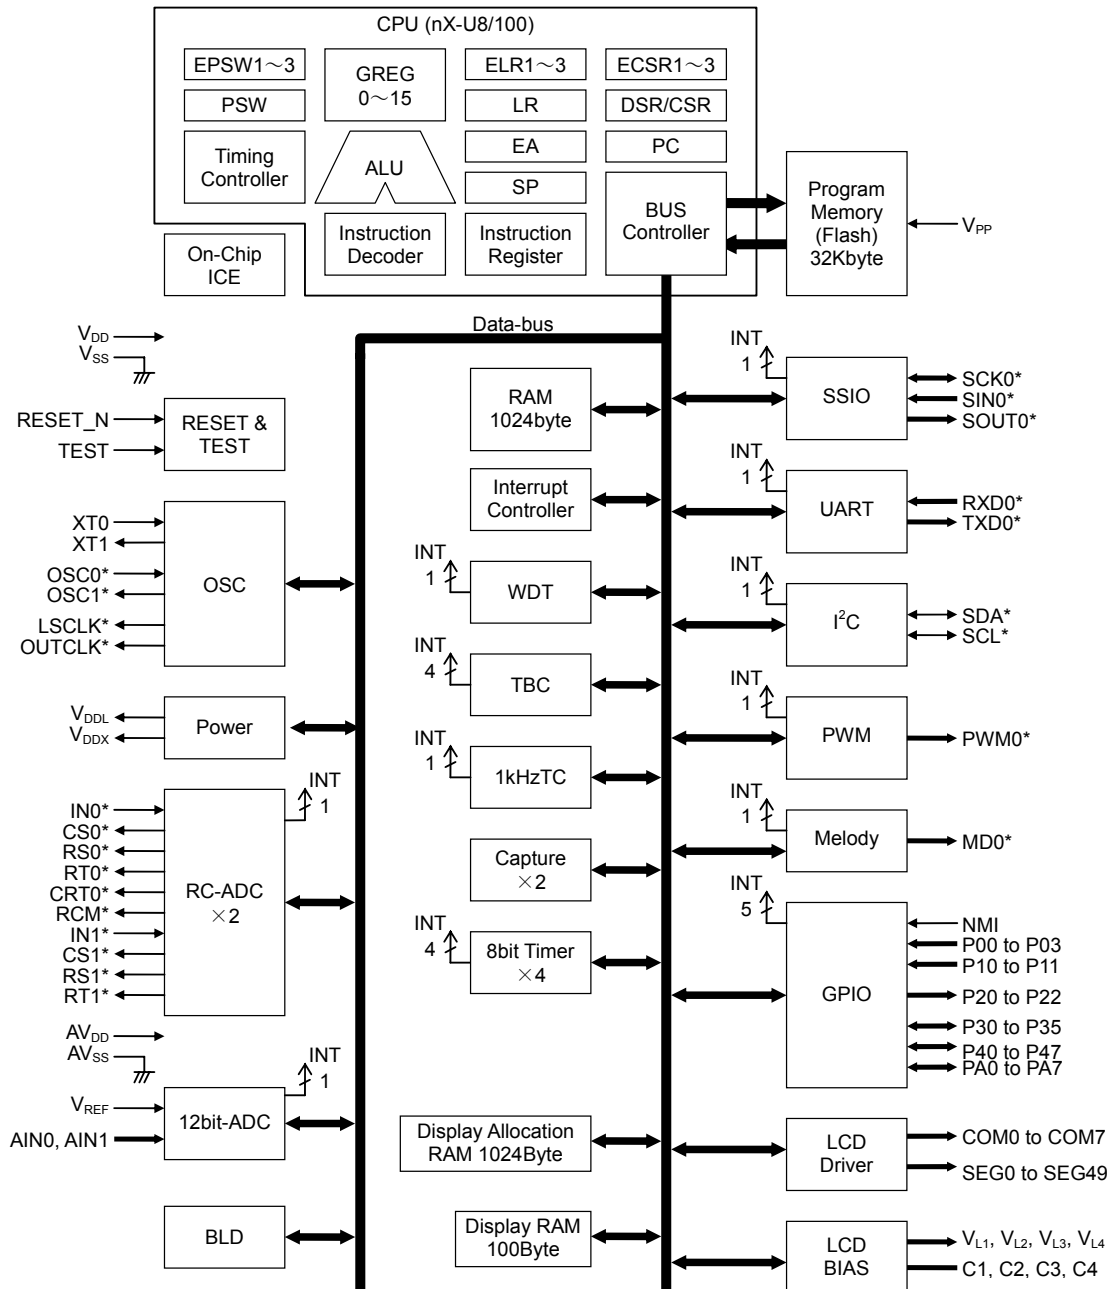 CPU (nX-U8/100)
EPSW1～3
GREG
0～15
ELR1～3
ECSR1～3
PSW
LR
DSR/CSR
Timing
Controller
ALU
EA
PC
SP
BUS
Controller
Program
Memory
(Flash)
32Kbyte
VPP
On-Chip
ICE
Instruction
Decoder
Instruction
Register
Data-bus
VDD
VSS
RESET_N
TEST
RESET &
TEST
XT0
XT1
OSC0*
OSC1*
LSCLK*
OUTCLK*
OSC
VDDL
VDDX
Power
IN0*
CS0*
RS0*
RT0*
CRT0*
RCM*
IN1*
CS1*
RS1*
RT1*
RC-ADC
×2
INT
1
AVDD
AVSS
VREF
AIN0, AIN1
12bit-ADC
INT
1
BLD
RAM
1024byte
Interrupt
Controller
INT
1
WDT
INT
4
TBC
INT
1
1kHzTC
Capture
×2
INT
4
8bit Timer
×4
Display Allocation
RAM 1024Byte
Display RAM
100Byte
INT
1
SSIO
SCK0*
SIN0*
SOUT0*
INT
1
UART
RXD0*
TXD0*
INT
1
I²C
SDA*
SCL*
INT
1
PWM
PWM0*
INT
1
Melody
MD0*
INT
5
GPIO
NMI
P00 to P03
P10 to P11
P20 to P22
P30 to P35
P40 to P47
PA0 to PA7
LCD
Driver
COM0 to COM7
SEG0 to SEG49
LCD
BIAS
VL1, VL2, VL3, VL4
C1, C2, C3, C4